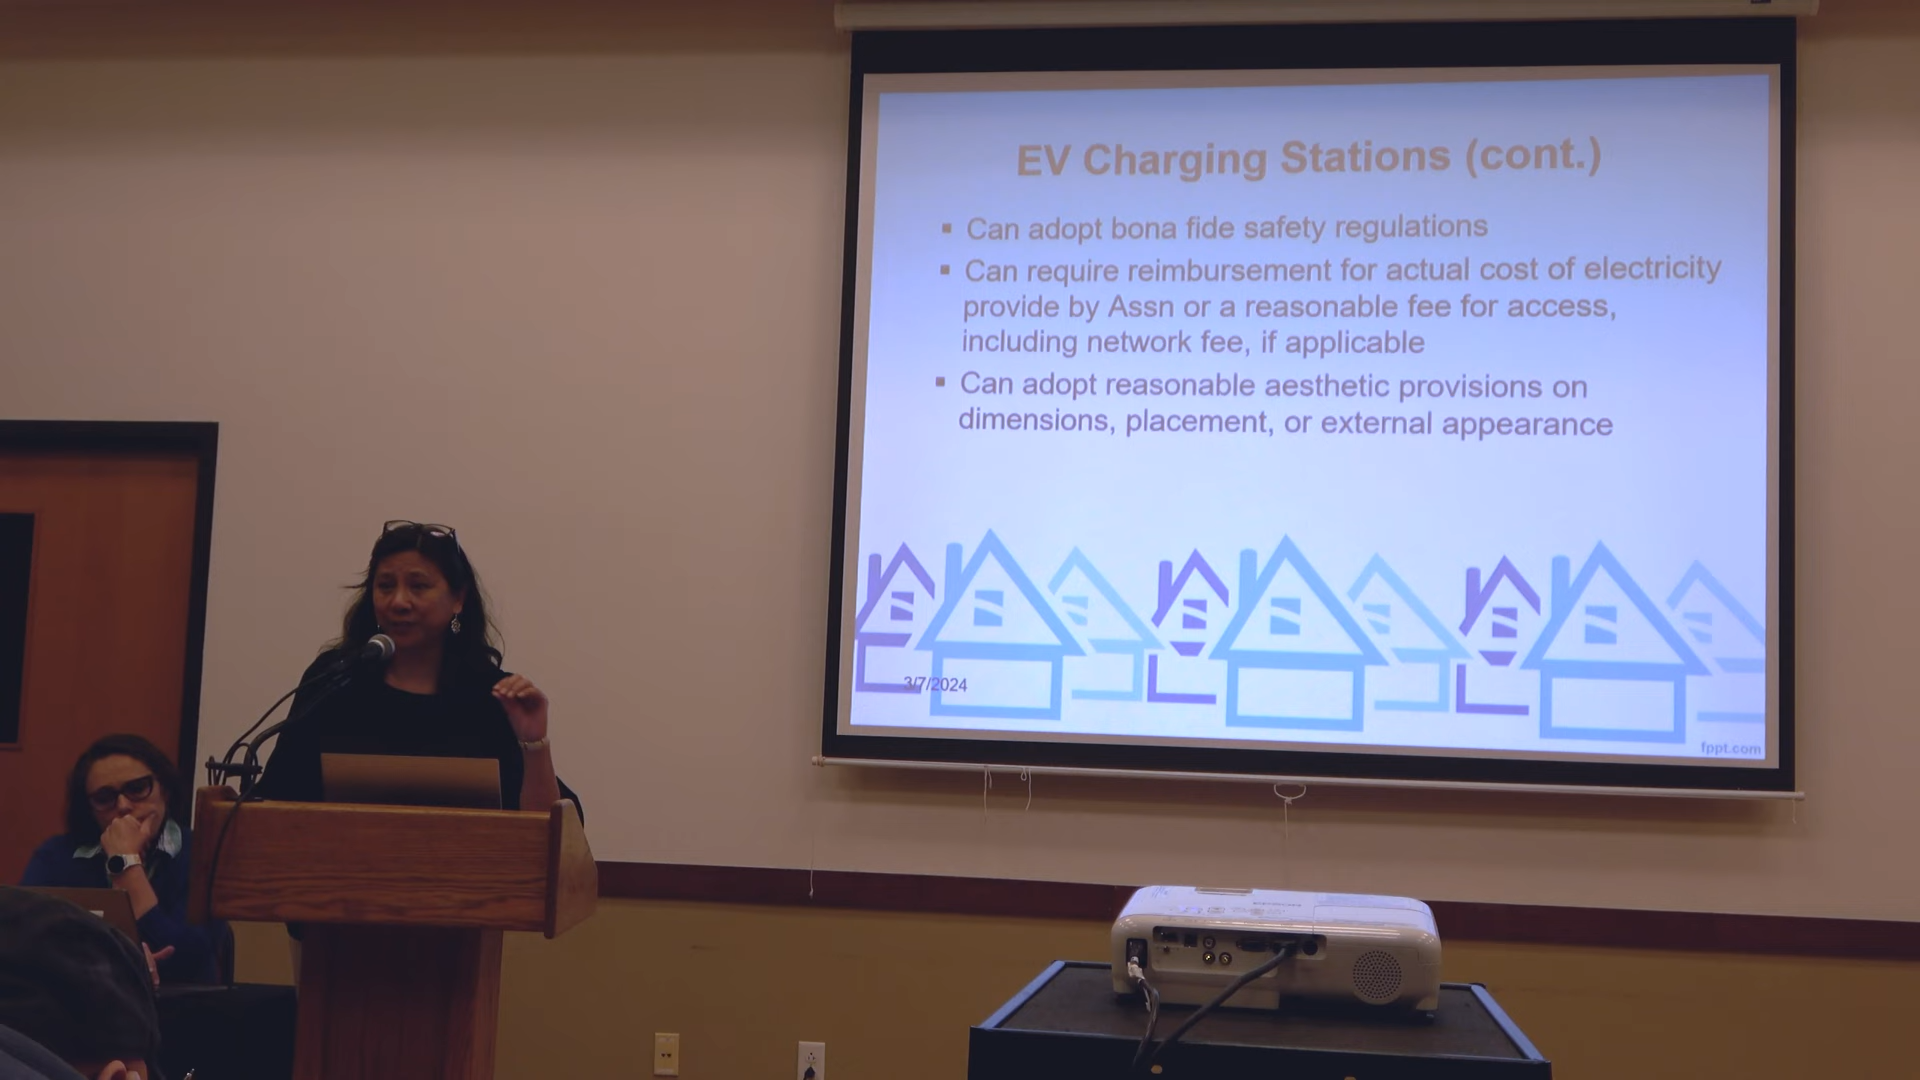 EV Charging Stations (cont.)
▪ Can adopt bona fide safety regulations
▪ Can require reimbursement for actual cost of electricity
provide by Assn or a reasonable fee for access,
including network fee, if applicable
▪ Can adopt reasonable aesthetic provisions on
dimensions, placement, or external appearance
3/7/2024
fppt.com